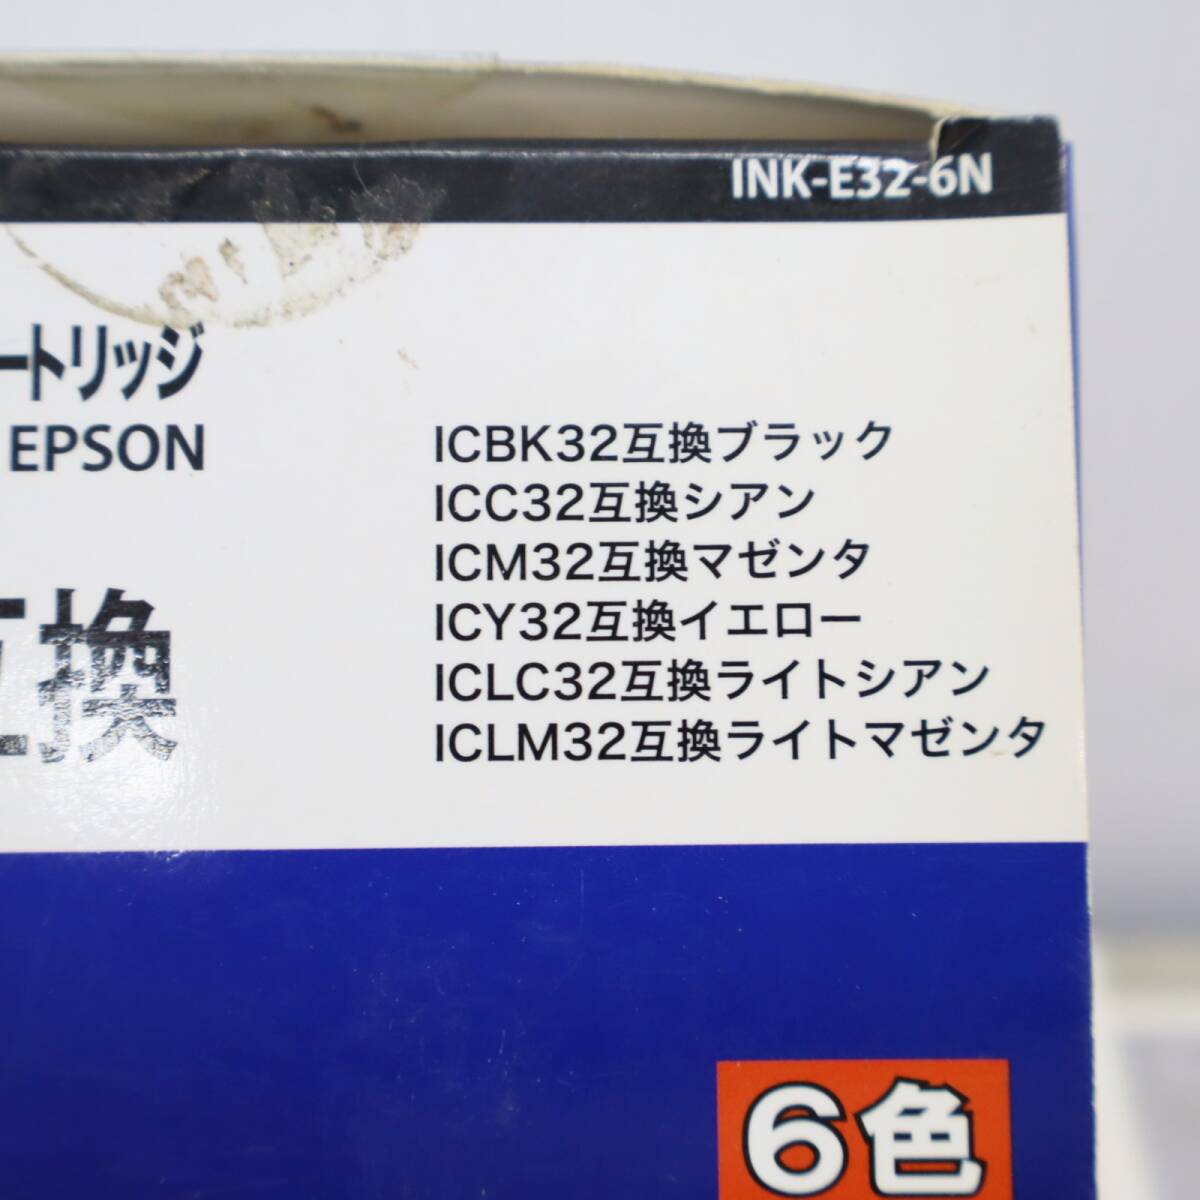 INK-E32-6N
ートリッジ
EPSON
互換
ICBK32互換ブラック
ICC32互換シアン
ICM32互換マゼンタ
ICY32互換イエロー
ICLC32互換ライトシアン
ICLM32互換ライトマゼンタ
6色